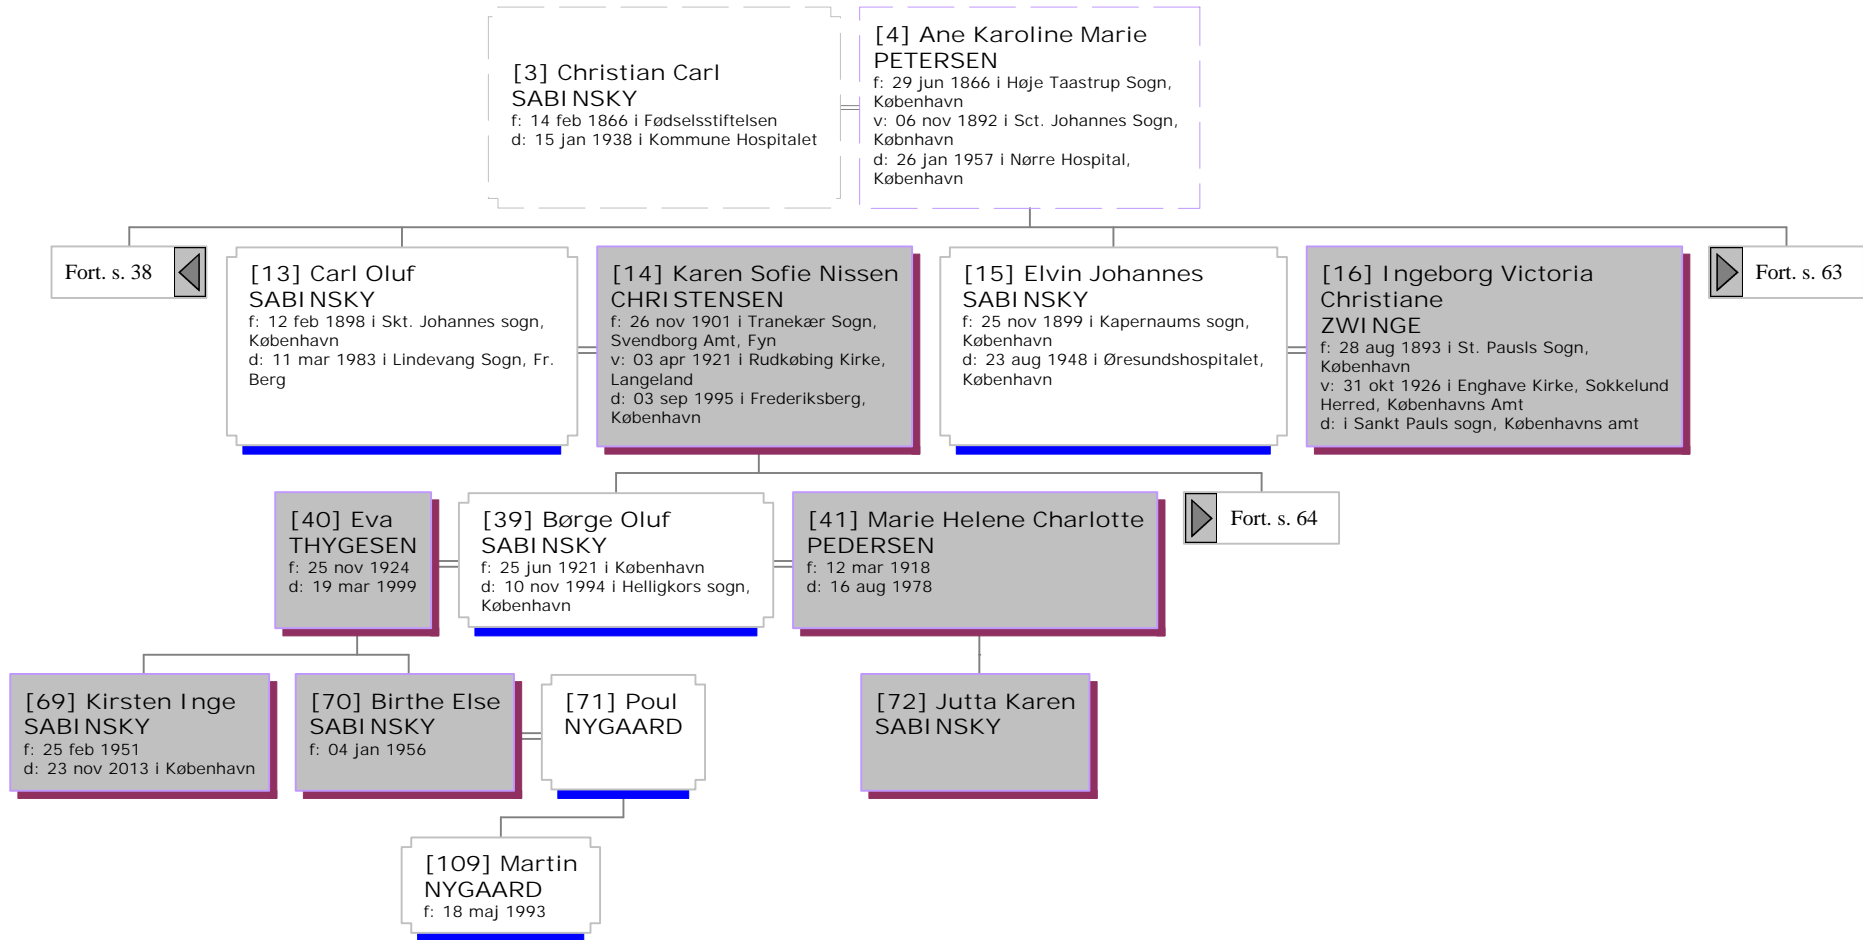 [3] Christian Carl
SABINSKY
f: 14 feb 1866 i Fødselsstiftelsen
d: 15 jan 1938 i Kommune Hospitalet
[4] Ane Karoline Marie
PETERSEN
f: 29 jun 1866 i Høje Taastrup Sogn,
København
v: 06 nov 1892 i Sct. Johannes Sogn,
Købnhavn
d: 26 jan 1957 i Nørre Hospital,
København
Fort. s. 38
[13] Carl Oluf
SABINSKY
f: 12 feb 1898 i Skt. Johannes sogn,
København
d: 11 mar 1983 i Lindevang Sogn, Fr.
Berg
[14] Karen Sofie Nissen
CHRISTENSEN
f: 26 nov 1901 i Tranekær Sogn,
Svendborg Amt, Fyn
v: 03 apr 1921 i Rudkøbing Kirke,
Langeland
d: 03 sep 1995 i Frederiksberg,
København
[15] Elvin Johannes
SABINSKY
f: 25 nov 1899 i Kapernaums sogn,
København
d: 23 aug 1948 i Øresundshospitalet,
København
[16] Ingeborg Victoria
Christiane
ZWINGE
f: 28 aug 1893 i St. Pausls Sogn,
København
v: 31 okt 1926 i Enghave Kirke, Sokkelund
Herred, Københavns Amt
d: i Sankt Pauls sogn, Københavns amt
Fort. s. 63
[40] Eva
THYGESEN
f: 25 nov 1924
d: 19 mar 1999
[39] Børge Oluf
SABINSKY
f: 25 jun 1921 i København
d: 10 nov 1994 i Helligkors sogn,
København
[41] Marie Helene Charlotte
PEDERSEN
f: 12 mar 1918
d: 16 aug 1978
Fort. s. 64
[69] Kirsten Inge
SABINSKY
f: 25 feb 1951
d: 23 nov 2013 i København
[70] Birthe Else
SABINSKY
f: 04 jan 1956
[71] Poul
NYGAARD
[72] Jutta Karen
SABINSKY
[109] Martin
NYGAARD
f: 18 maj 1993